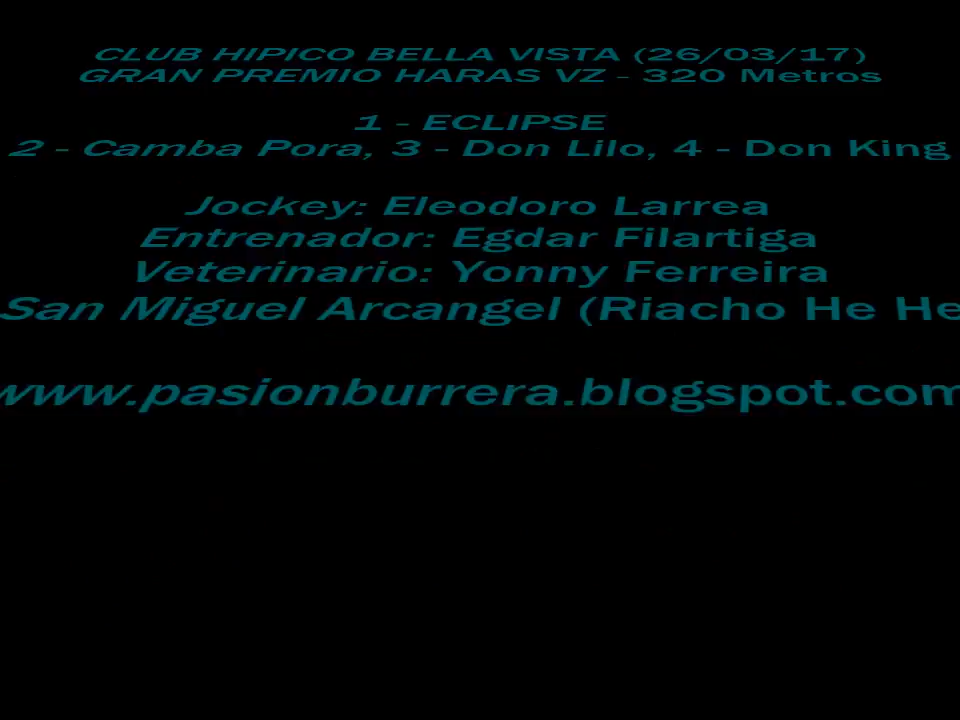 CLUB HIPICO BELLA VISTA (26/03/17)
GRAN PREMIO HARAS VZ - 320 Metros
1 - ECLIPSE
2 - Camba Pora, 3 - Don Lilo, 4 - Don King
Jockey: Eleodoro Larrea
Entrenador: Egdar Filartiga
Veterinario: Yonny Ferreira
San Miguel Arcangel (Riacho He He
www.pasionburrera.blogspot.com